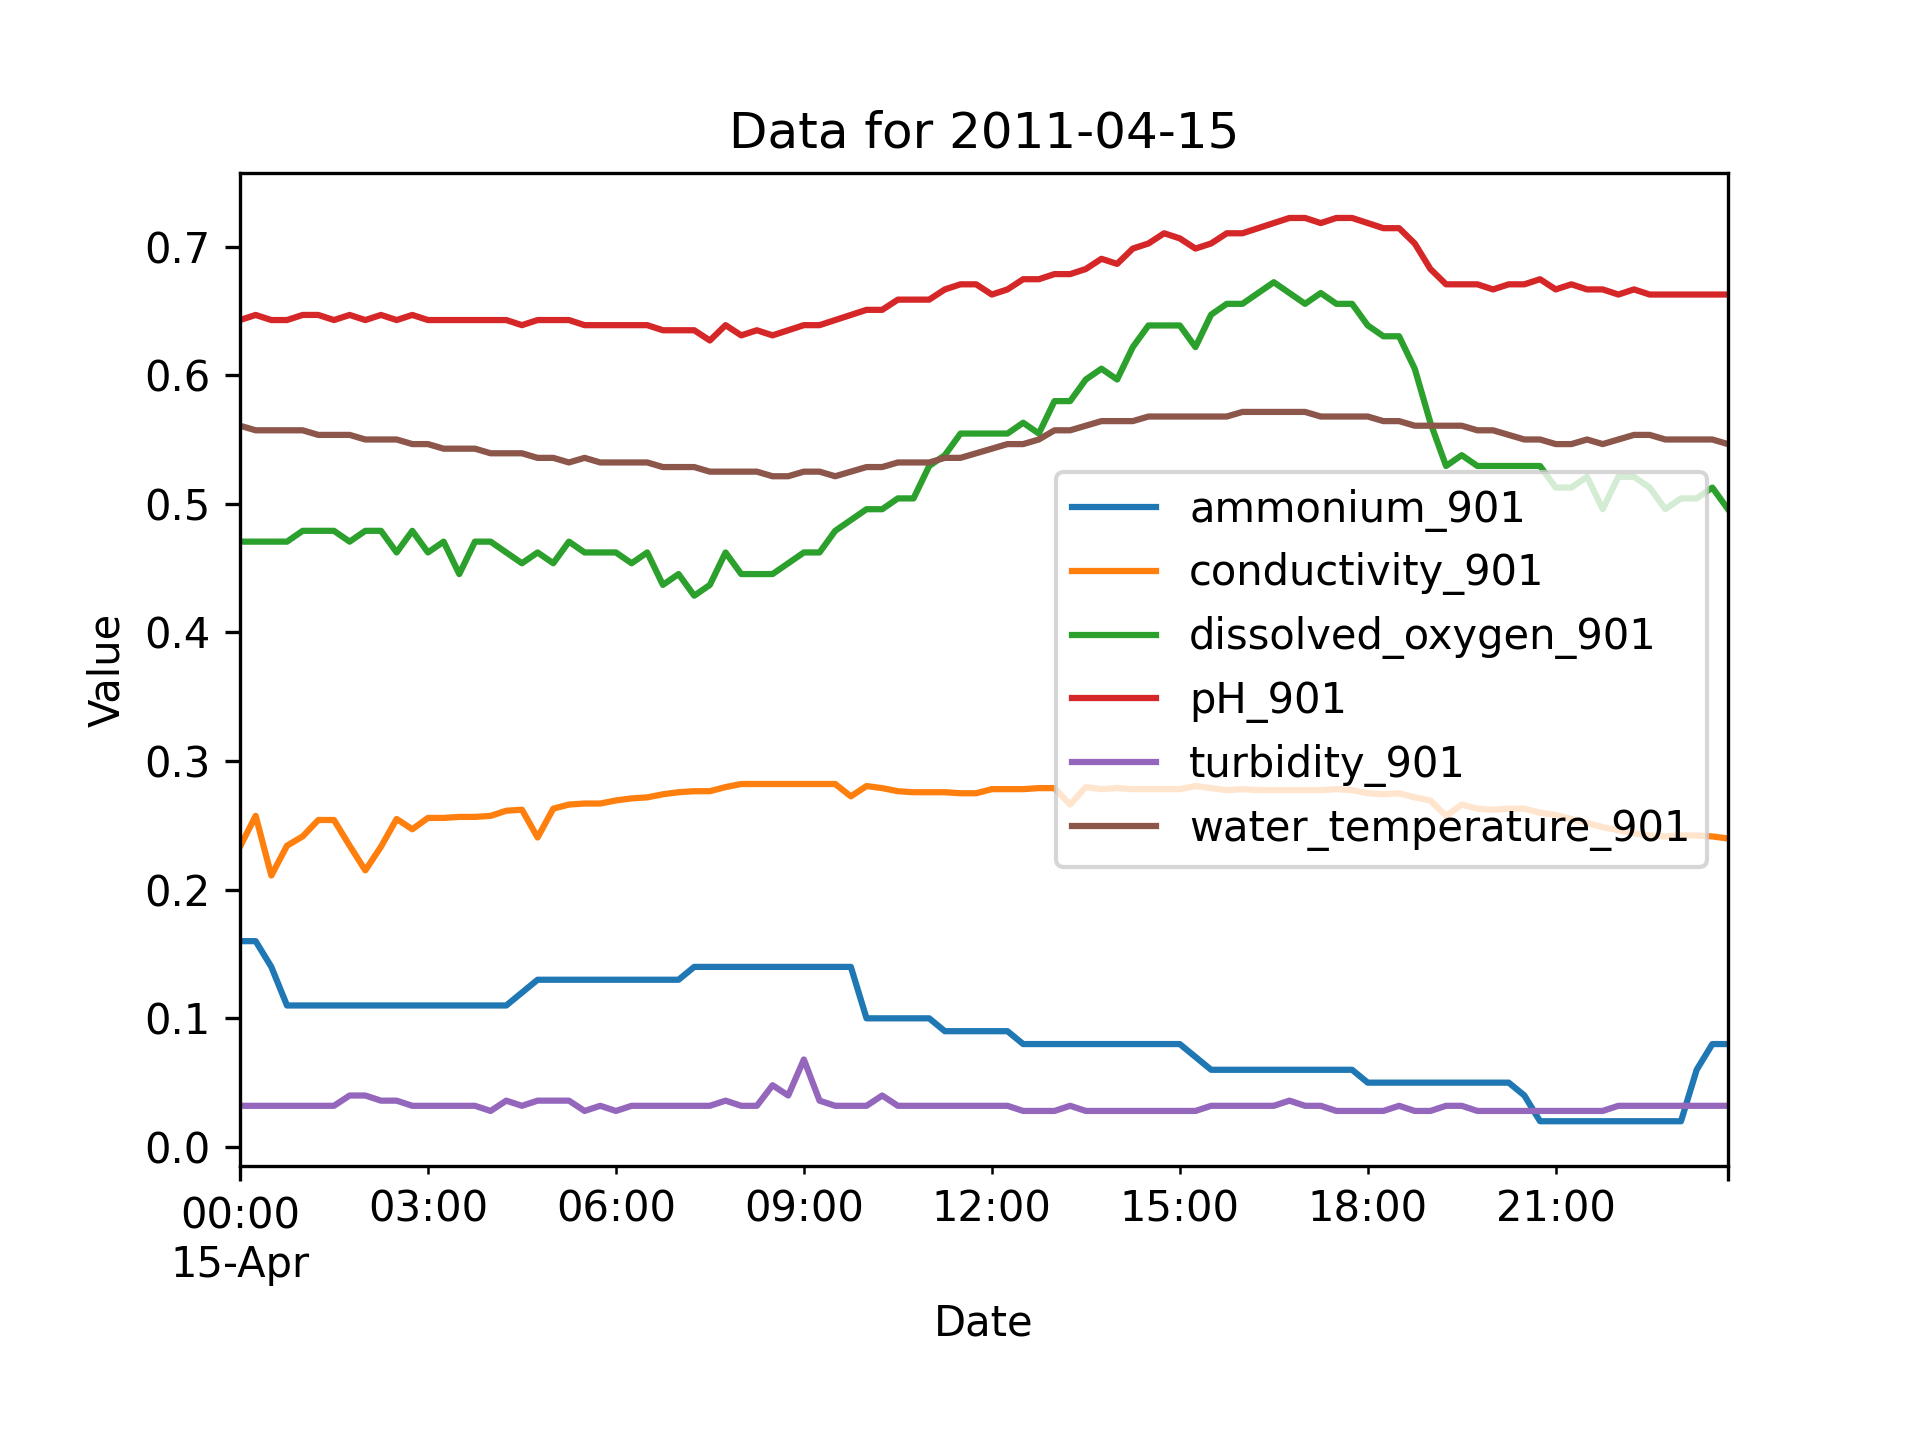 Data for 2011-04-15
Value
0.7
0.6
0.5
0.4
0.3
0.2
0.1
0.0
ammonium_901
conductivity_901
dissolved_oxygen_901
pH_901
turbidity_901
water_temperature_901
00:00 03:00 06:00 09:00 12:00 15:00 18:00 21:00
15-Apr
Date